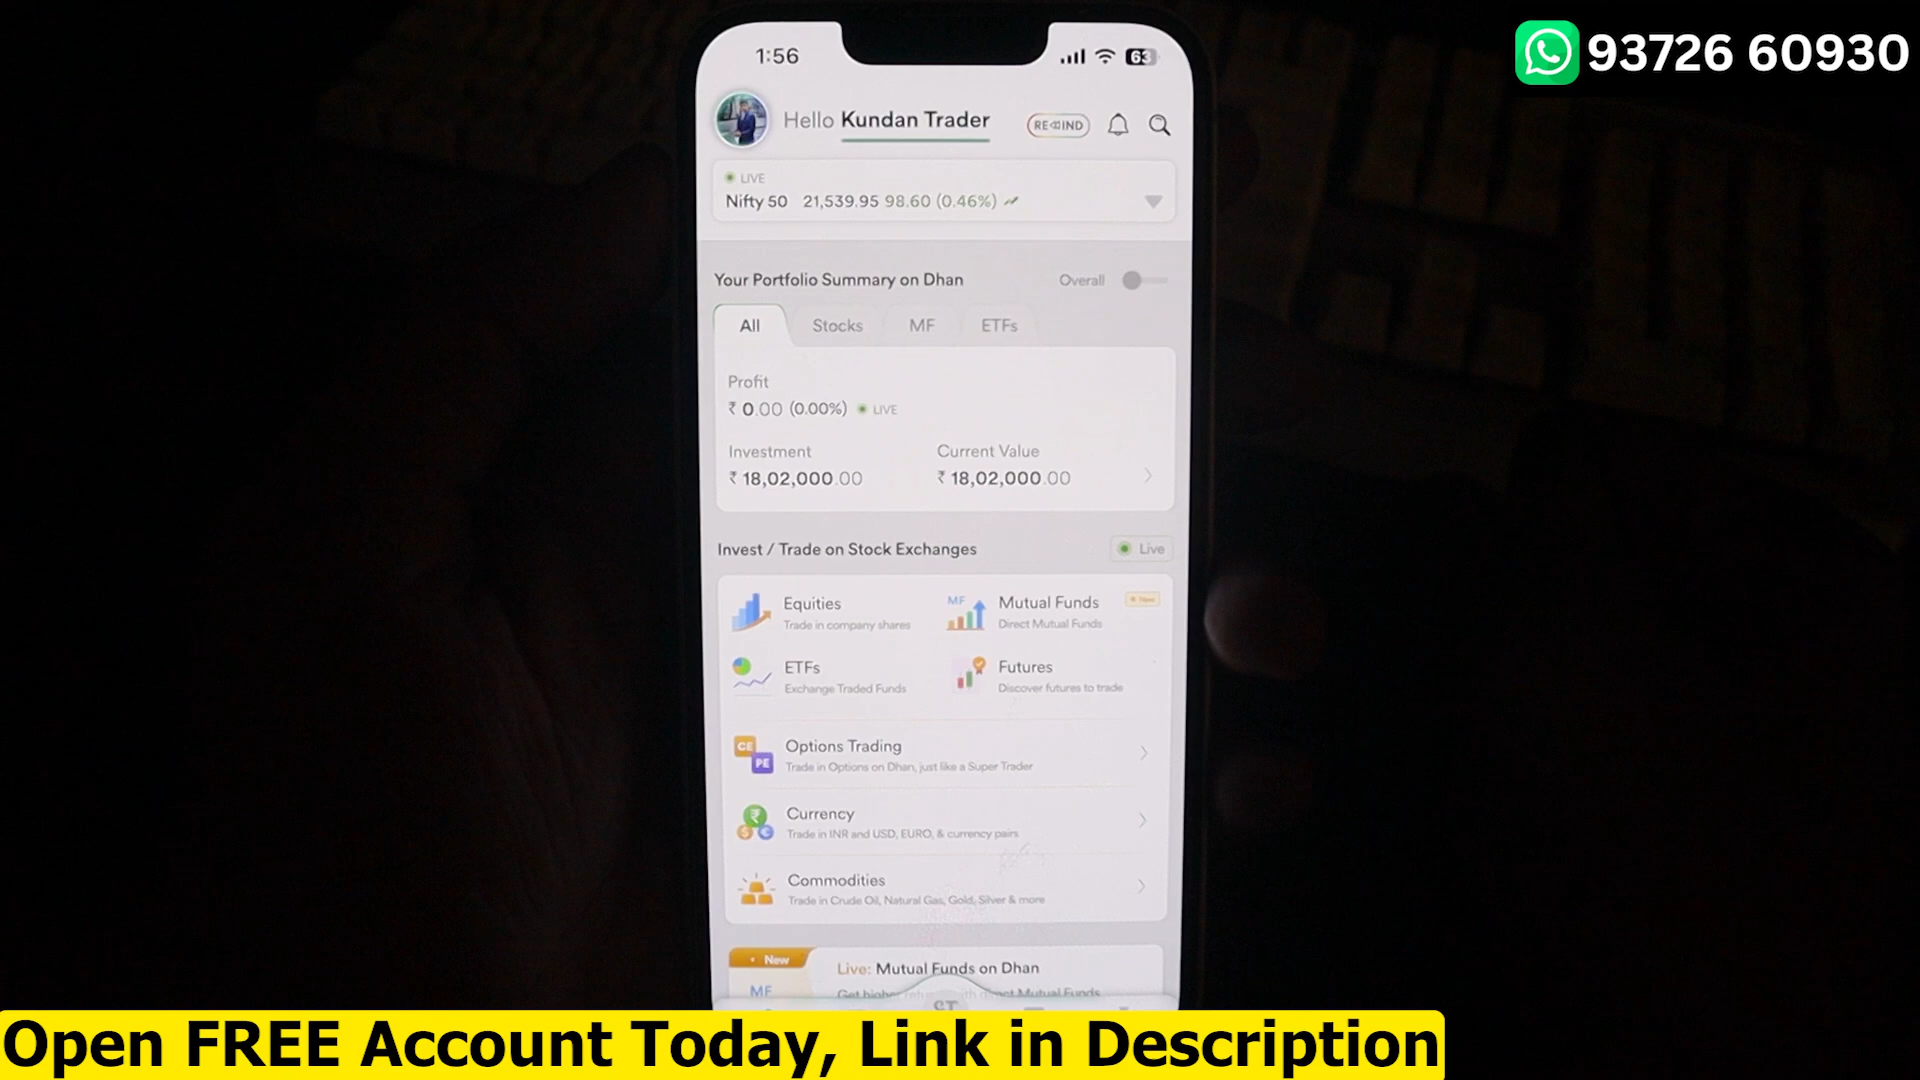 1:56
63
93726 60930
Hello Kundan Trader
LIVE
Nifty 50 21,539.95 98.60 (0.46%)
Your Portfolio Summary on Dhan Overall
All Stocks MF ETFs
Profit
₹ 0.00 (0.00%) LIVE
Investment Current Value
₹ 18,02,000.00 ₹ 18,02,000.00
Invest / Trade on Stock Exchanges Live
Equities MF Mutual Funds New
Trade in company shares Direct Mutual Funds
ETFs Futures
Exchange Traded Funds Discover futures to trade
CE PE Options Trading
Trade in Options on Dhan, just like a Super Trader
Currency
Trade in INR and USD, EURO, & currency pairs
Commodities
Trade in Crude Oil, Natural Gas, Gold, Silver & more
New Live: Mutual Funds on Dhan
MF Mutual Funds
Open FREE Account Today, Link in Description